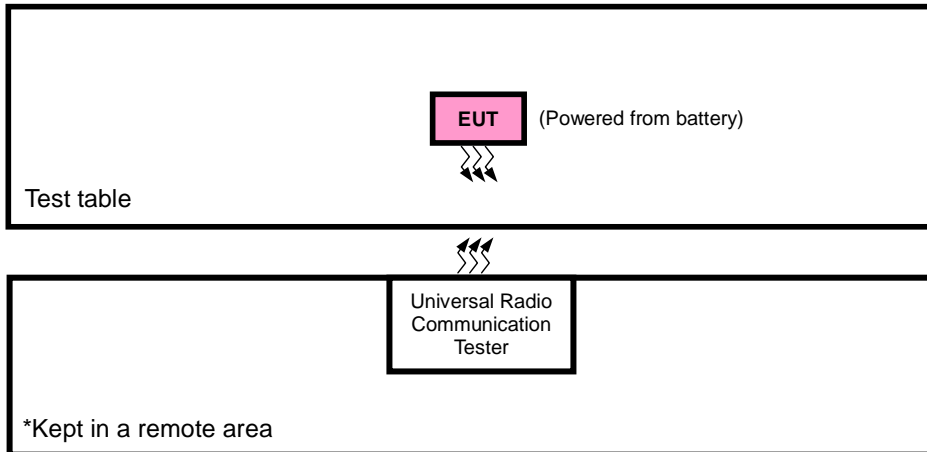 EUT
(Powered from battery)
Test table
Universal Radio
Communication
Tester
*Kept in a remote area